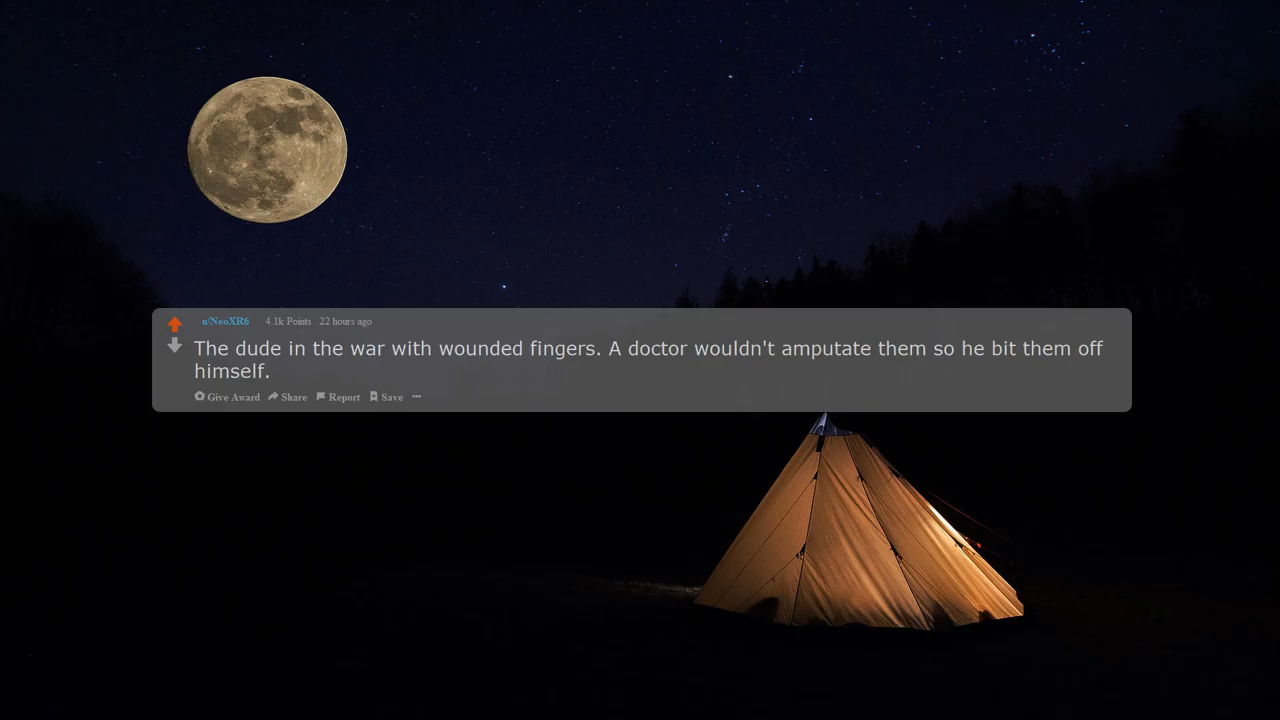 u/NeoXR6 4.1k Points 22 hours ago
The dude in the war with wounded fingers. A doctor wouldn't amputate them so he bit them off
himself.
Give Award Share Report Save